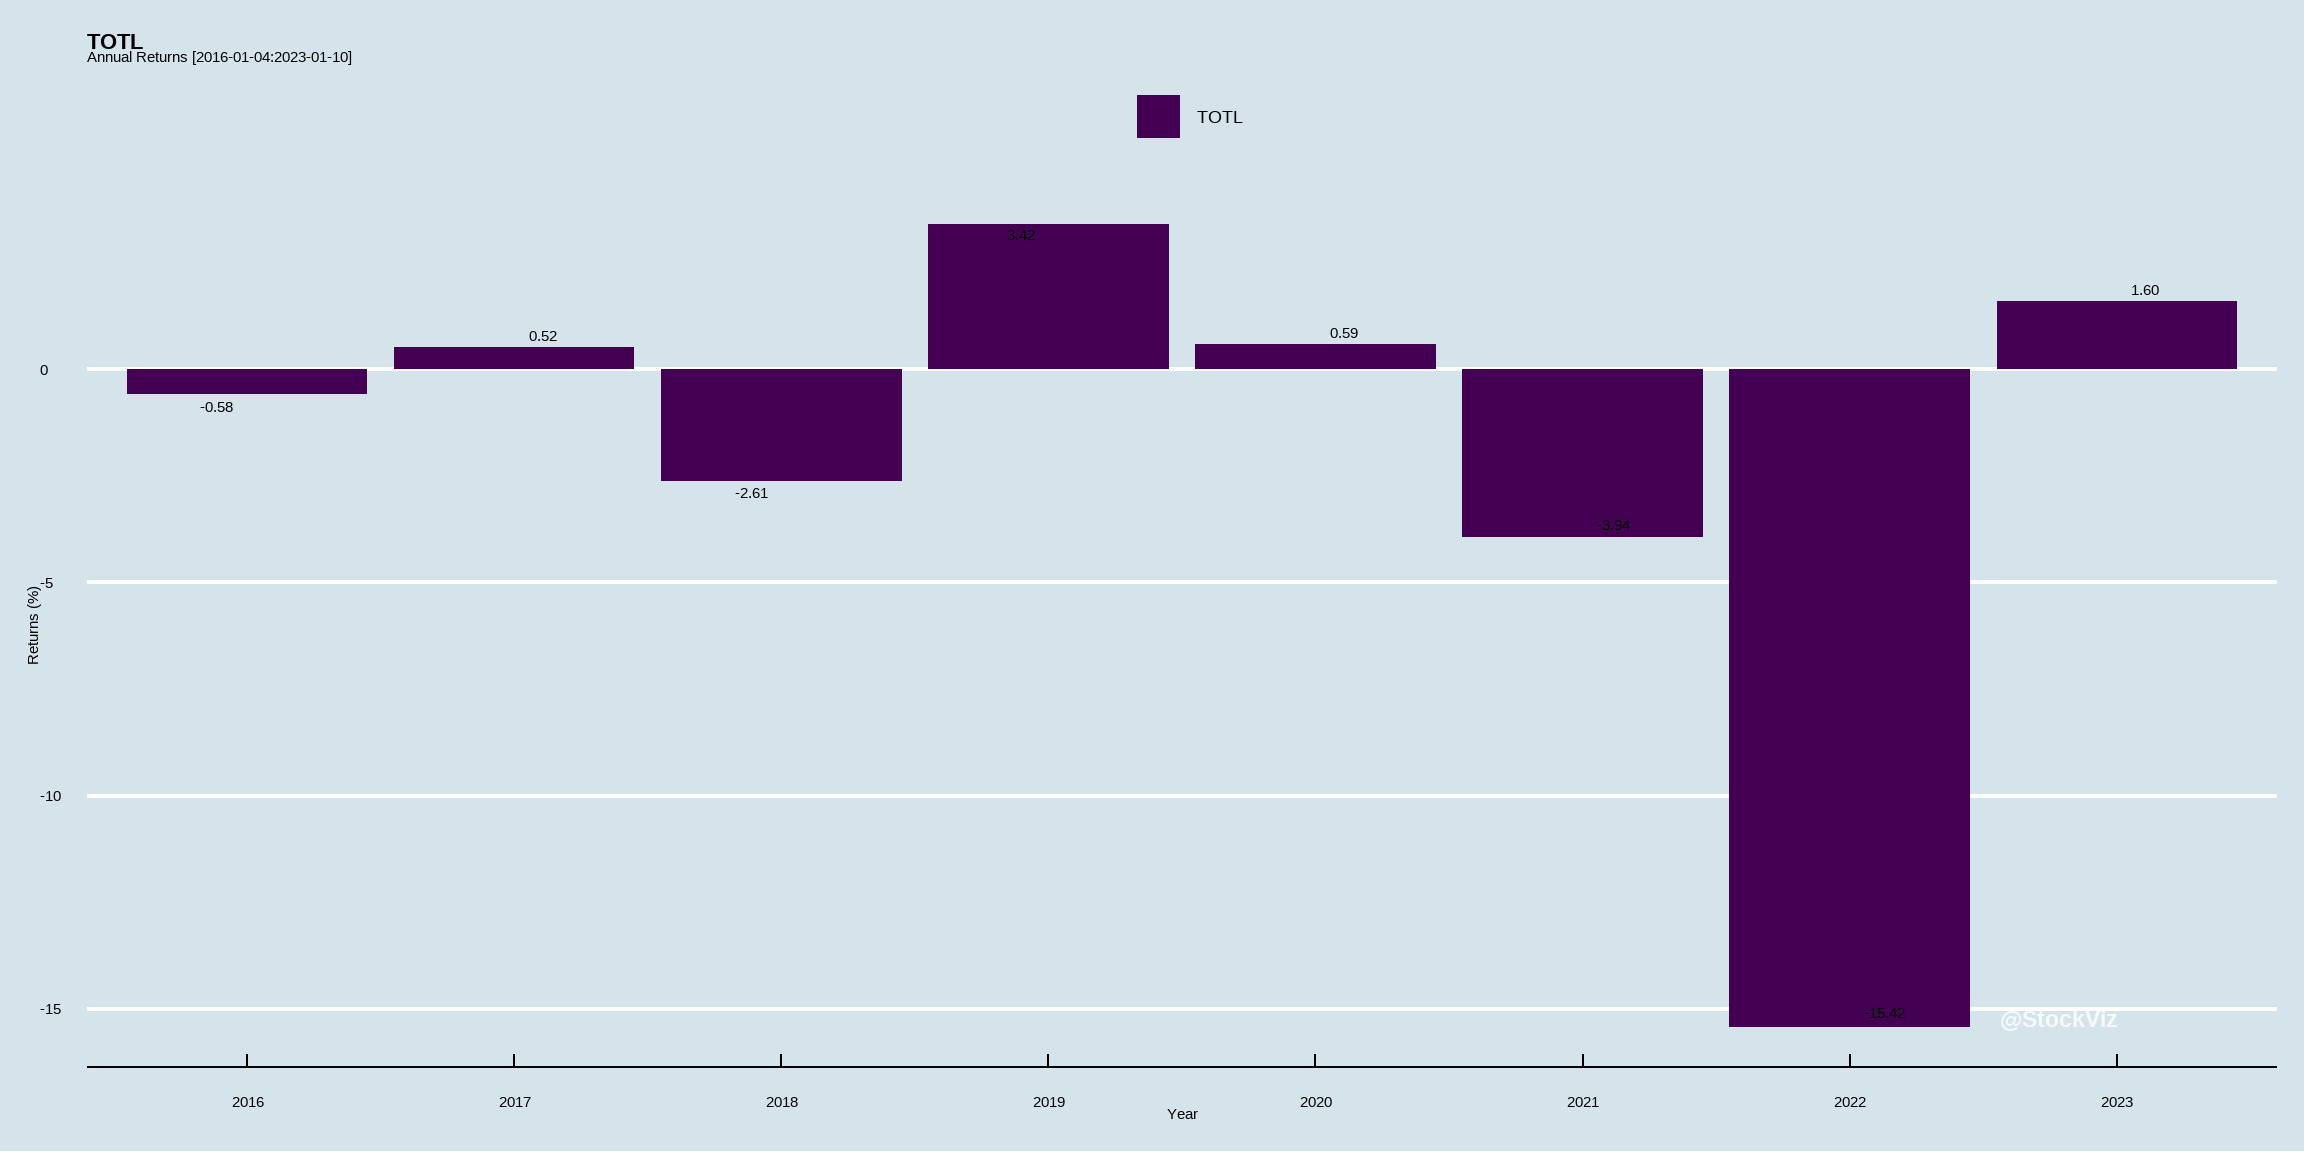 TOTL
Annual Returns [2016-01-04:2023-01-10]
TOTL
3.42
1.60
0.52
0.59
0
-0.58
-2.61
-3.94
-5
Returns (%)
-10
-15
-15.42
@StockViz
2016 2017 2018 2019 2020 2021 2022 2023
Year